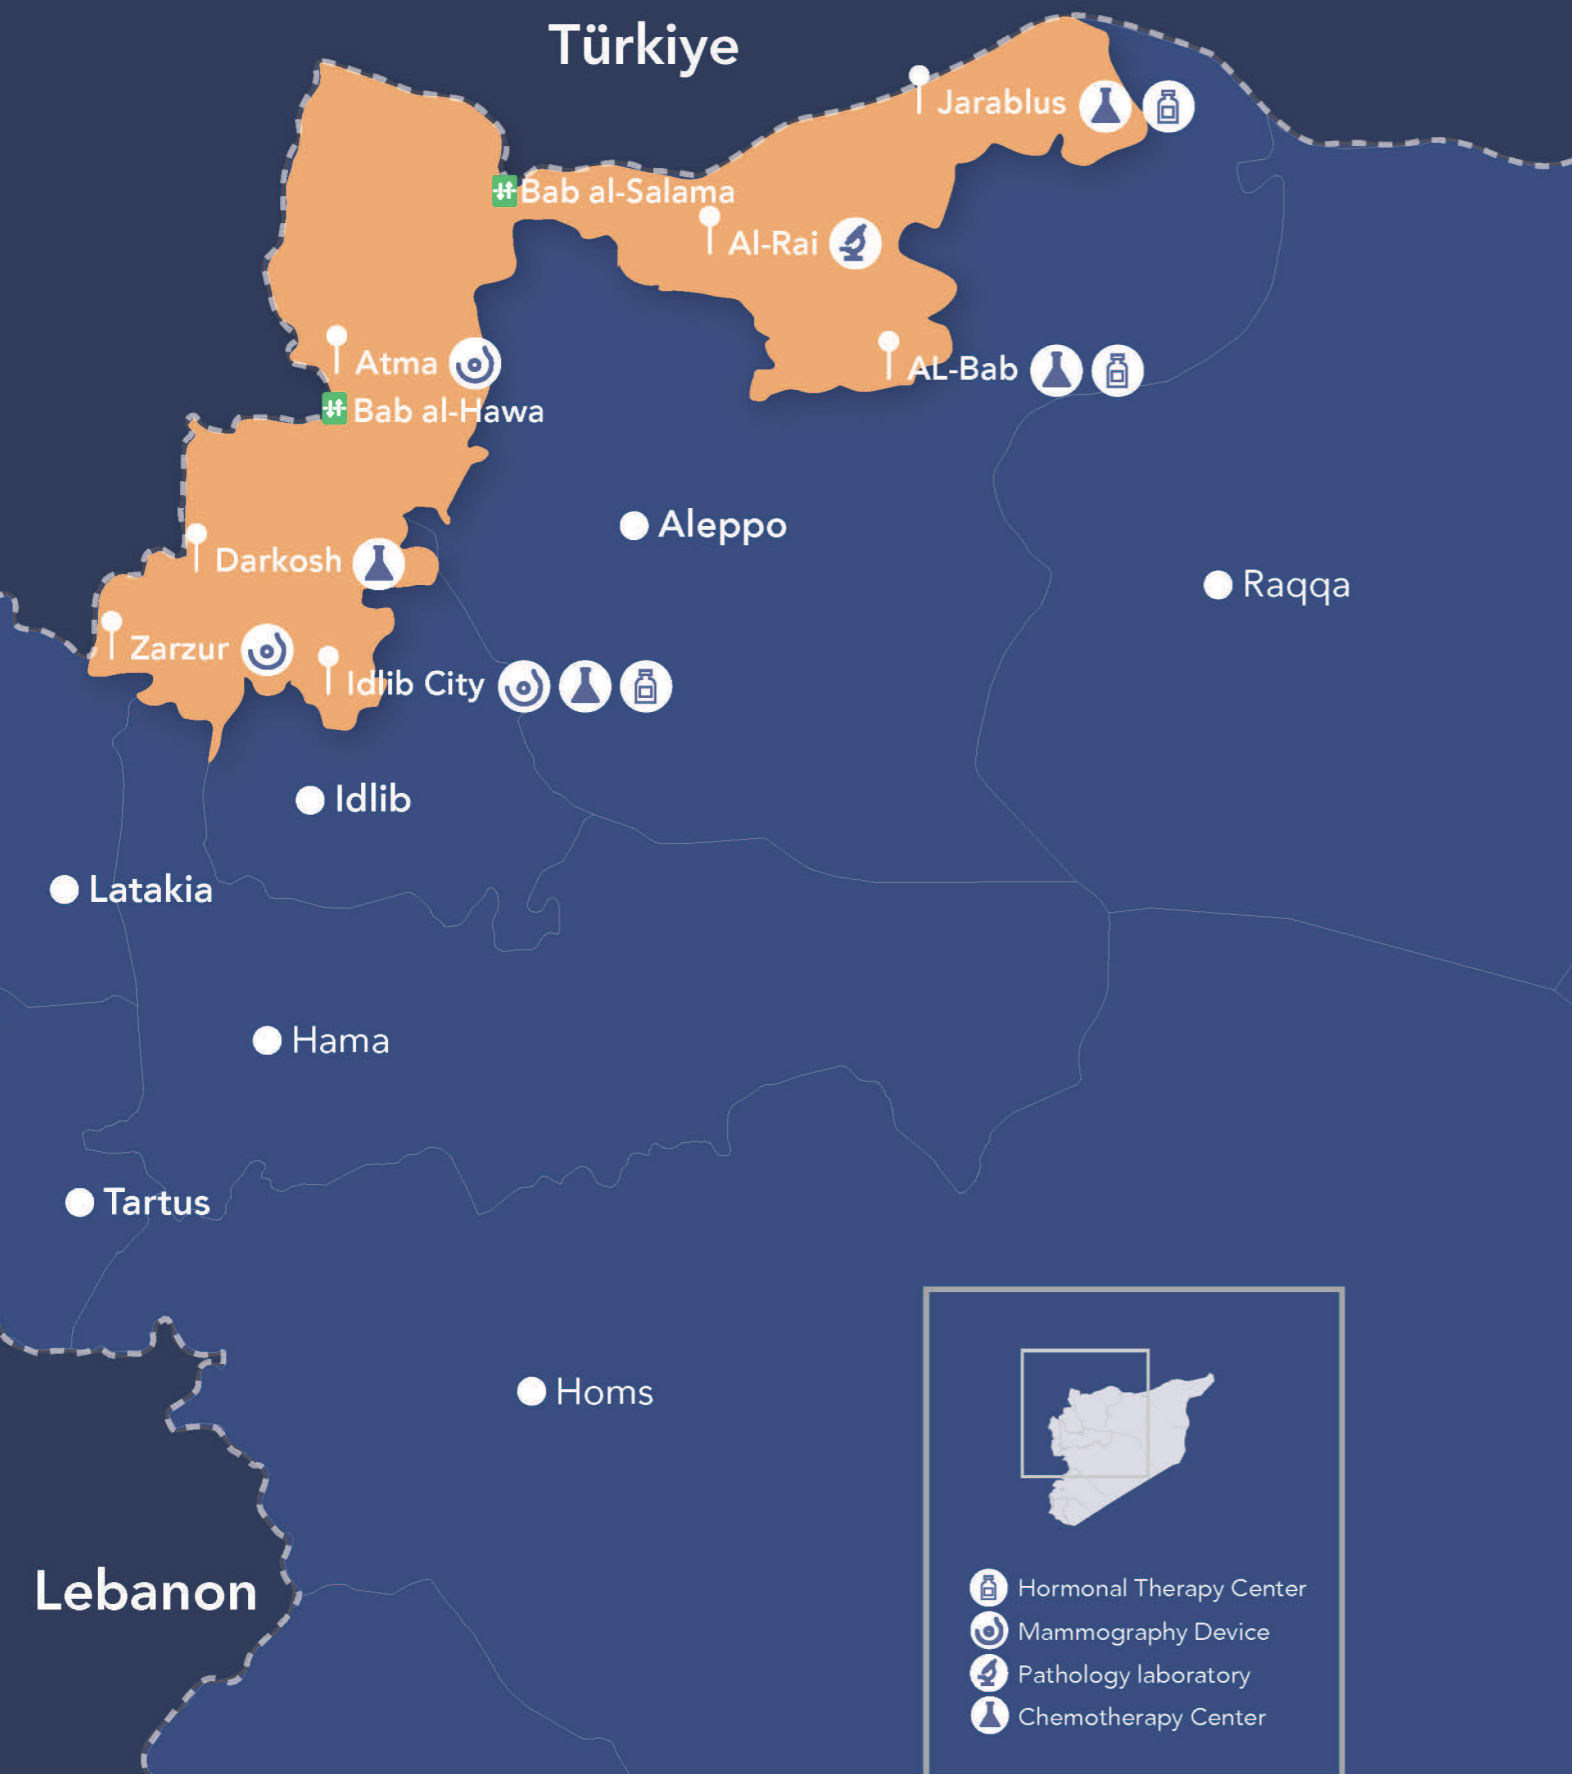 Türkiye
Jarablus
Bab al-Salama
Al-Rai
Atma
AL-Bab
Bab al-Hawa
Aleppo
Darkosh
Raqqa
Zarzur
Idlib City
Idlib
Latakia
Hama
Tartus
Homs
Lebanon
Hormonal Therapy Center
Mammography Device
Pathology laboratory
Chemotherapy Center